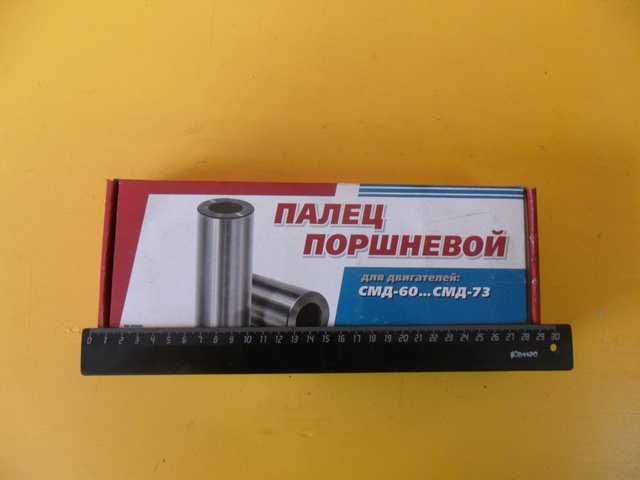 ПАЛЕЦ
ПОРШНЕВОЙ
для двигателей:
СМД-60...СМД-73
0 1 2 3 4 5 6 7 8 9 10 11 12 13 14 15 16 17 18 19 20 21 22 23 24 25 26 27 28 29 30